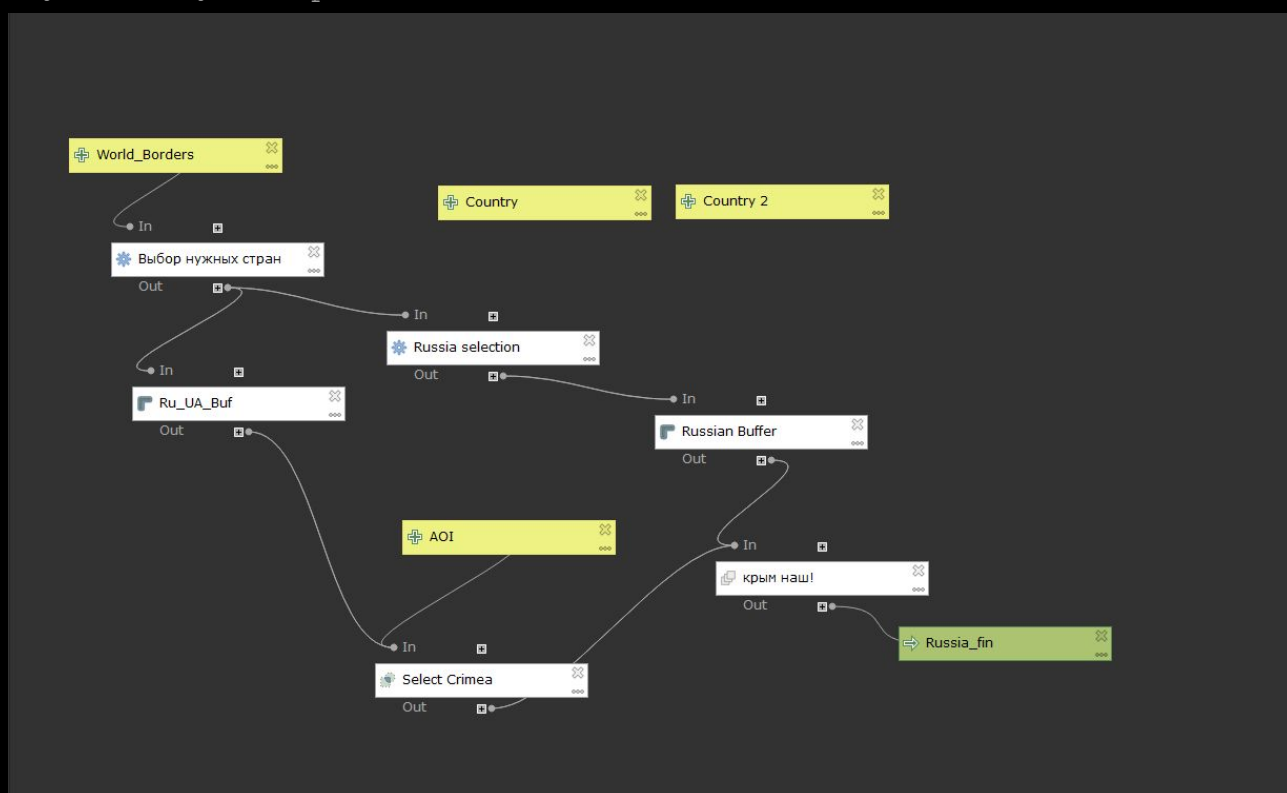 World_Borders
Country
Country 2
In
Выбор нужных стран
Out
In
Russia selection
Out
In
Ru_UA_Buf
Out
In
Russian Buffer
Out
AOI
In
крым наш!
Out
Russia_fin
In
Select Crimea
Out